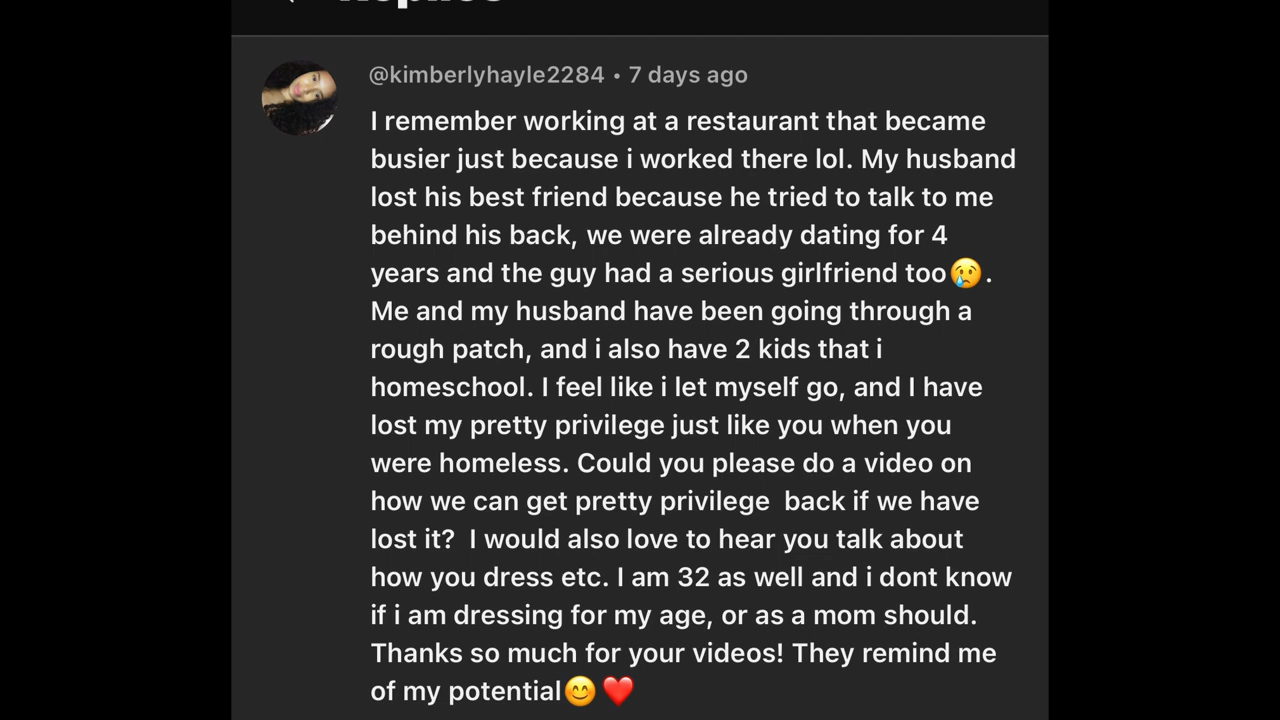 Replies
@kimberlyhayle2284 • 7 days ago
I remember working at a restaurant that became
busier just because i worked there lol. My husband
lost his best friend because he tried to talk to me
behind his back, we were already dating for 4
years and the guy had a serious girlfriend too😢.
Me and my husband have been going through a
rough patch, and i also have 2 kids that i
homeschool. I feel like i let myself go, and I have
lost my pretty privilege just like you when you
were homeless. Could you please do a video on
how we can get pretty privilege  back if we have
lost it?  I would also love to hear you talk about
how you dress etc. I am 32 as well and i dont know
if i am dressing for my age, or as a mom should.
Thanks so much for your videos! They remind me
of my potential😊❤️